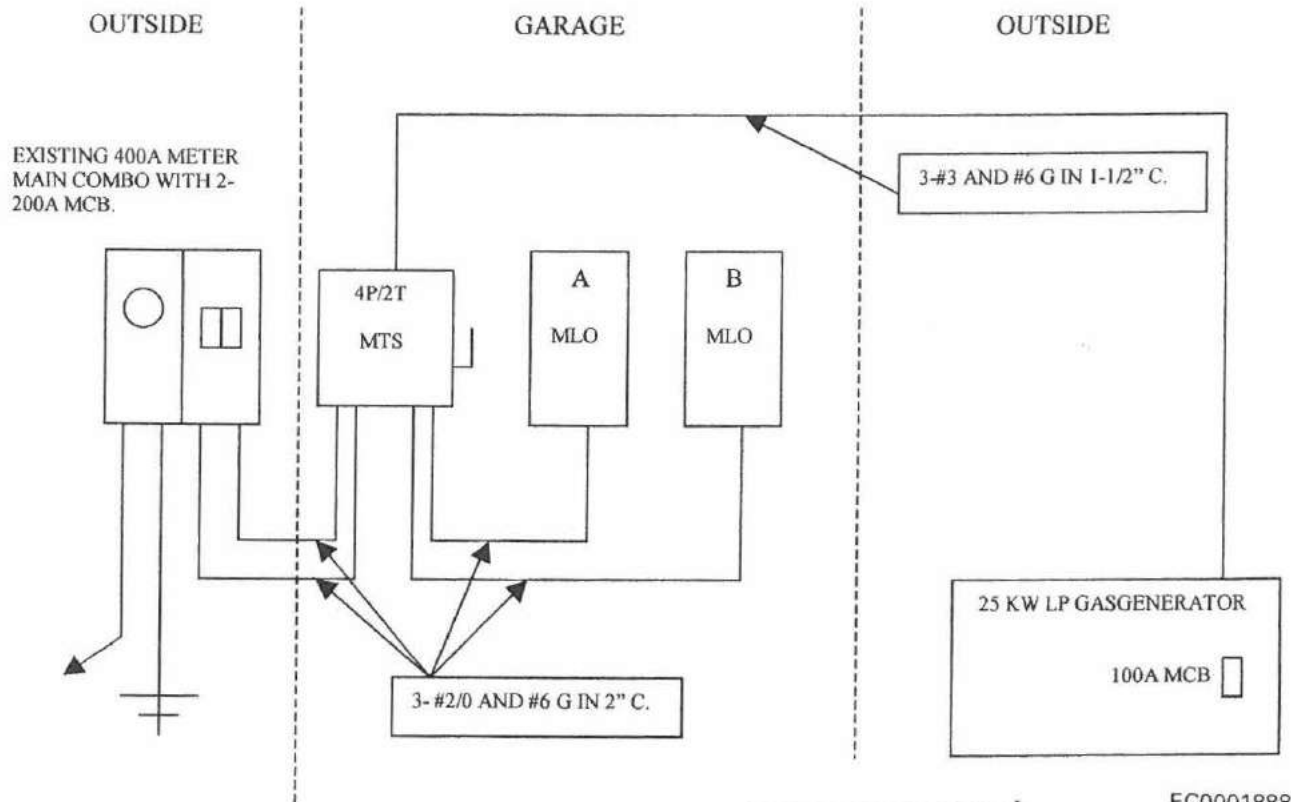 OUTSIDE
GARAGE
OUTSIDE
EXISTING 400A METER
MAIN COMBO WITH 2-
200A MCB.
3-#3 AND #6 G IN 1-1/2" C.
4P/2T
MTS
A
MLO
B
MLO
25 KW LP GASGENERATOR
100A MCB
3- #2/0 AND #6 G IN 2" C.
EC0001888